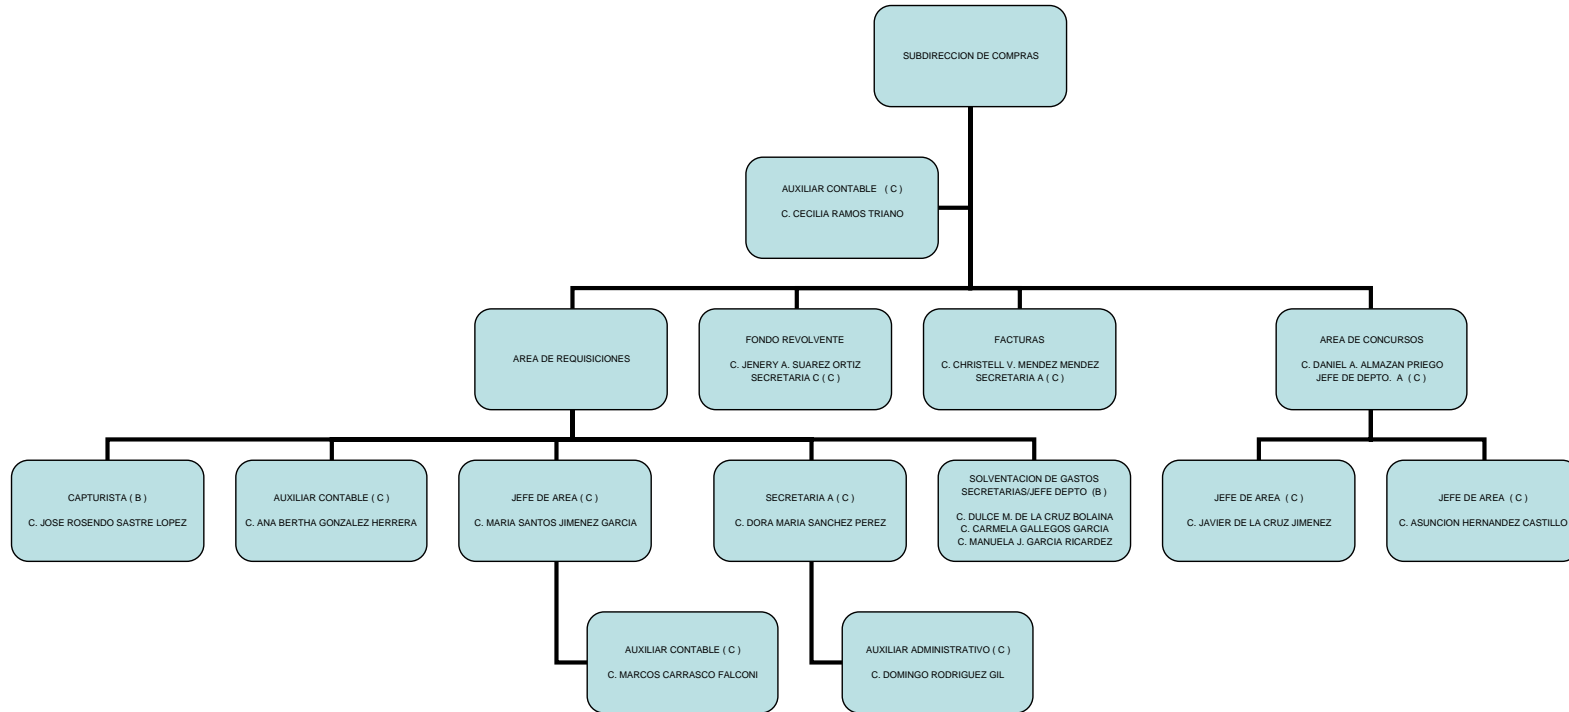 SUBDIRECCION DE COMPRAS
AUXILIAR CONTABLE ( C )
C. CECILIA RAMOS TRIANO
AREA DE REQUISICIONES
FONDO REVOLVENTE
C. JENERY A. SUAREZ ORTIZ
SECRETARIA C ( C )
FACTURAS
C. CHRISTELL V. MENDEZ MENDEZ
SECRETARIA A ( C )
AREA DE CONCURSOS
C. DANIEL A. ALMAZAN PRIEGO
JEFE DE DEPTO. A ( C )
CAPTURISTA ( B )
C. JOSE ROSENDO SASTRE LOPEZ
AUXILIAR CONTABLE ( C )
C. ANA BERTHA GONZALEZ HERRERA
JEFE DE AREA ( C )
C. MARIA SANTOS JIMENEZ GARCIA
SECRETARIA A ( C )
C. DORA MARIA SANCHEZ PEREZ
SOLVENTACION DE GASTOS
SECRETARIAS/JEFE DEPTO (B )
C. DULCE M. DE LA CRUZ BOLAINA
C. CARMELA GALLEGOS GARCIA
C. MANUELA J. GARCIA RICARDEZ
JEFE DE AREA ( C )
C. JAVIER DE LA CRUZ JIMENEZ
JEFE DE AREA ( C )
C. ASUNCION HERNANDEZ CASTILLO
AUXILIAR CONTABLE ( C )
C. MARCOS CARRASCO FALCONI
AUXILIAR ADMINISTRATIVO ( C )
C. DOMINGO RODRIGUEZ GIL